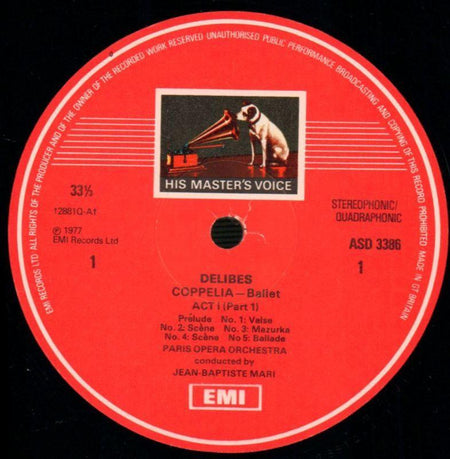 EMI RECORDS LTD ALL RIGHTS OF THE PRODUCER AND OF THE OWNER OF THE RECORDED WORK RESERVED UNAUTHORISED PUBLIC PERFORMANCE BROADCASTING AND COPYING OF THIS RECORD PROHIBITED MADE IN GT BRITAIN
HIS MASTER'S VOICE
33⅓
12881Q-A1
℗ 1977
EMI Records Ltd
1
STEREOPHONIC/
QUADRAPHONIC
ASD 3386
1
DELIBES
COPPELIA—Ballet
ACT I (Part 1)
Prélude No. 1: Valse
No. 2: Scène No. 3: Mazurka
No. 4: Scène No 5: Ballade
PARIS OPERA ORCHESTRA
conducted by
JEAN-BAPTISTE MARI
EMI